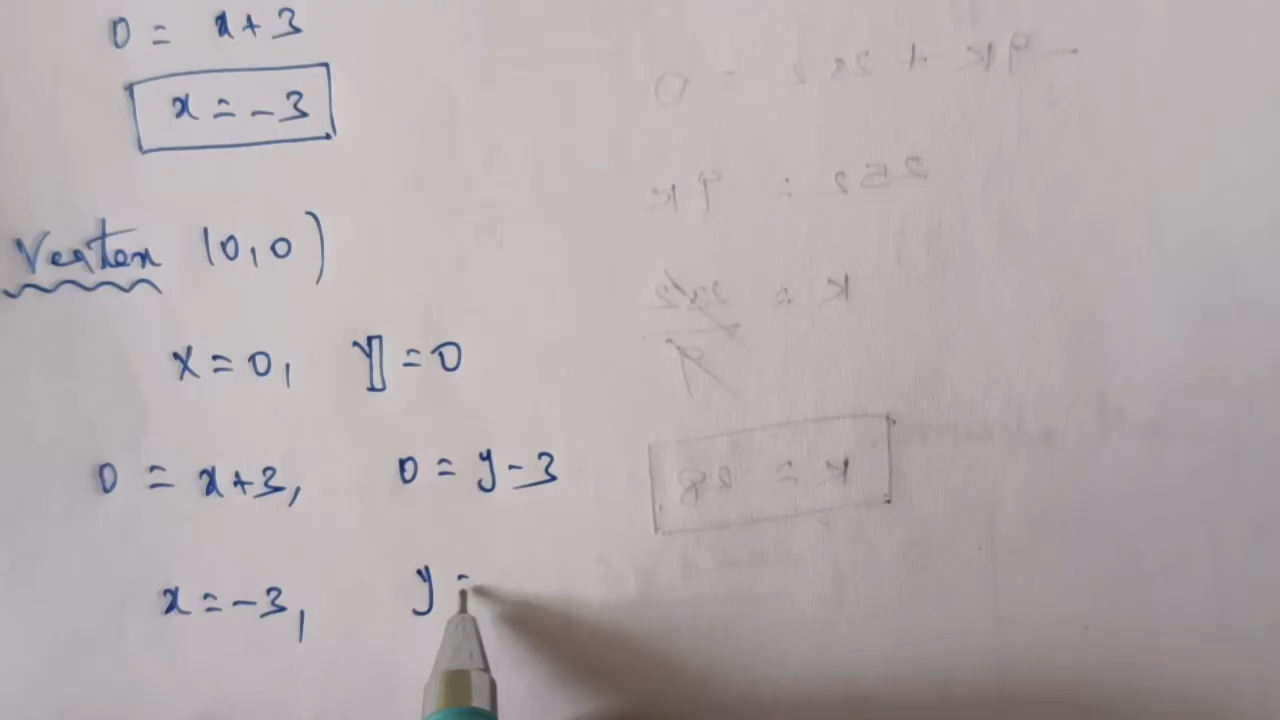 0 = x+3
x = -3
Vertex (0,0)
X=0, Y=0
0 = x+3, 0 = y-3
x = -3, y =